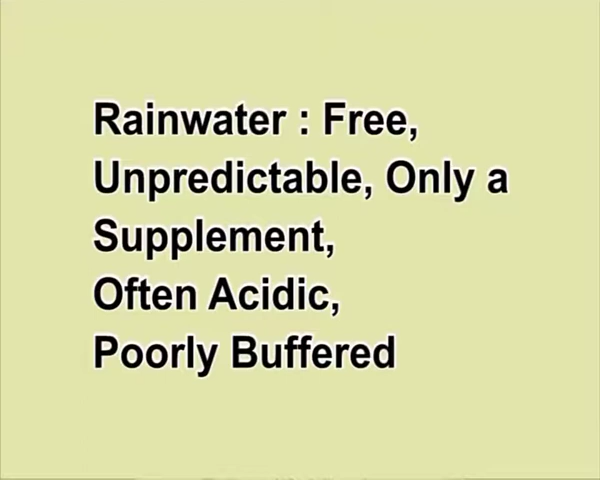 Rainwater : Free,
Unpredictable, Only a
Supplement,
Often Acidic,
Poorly Buffered